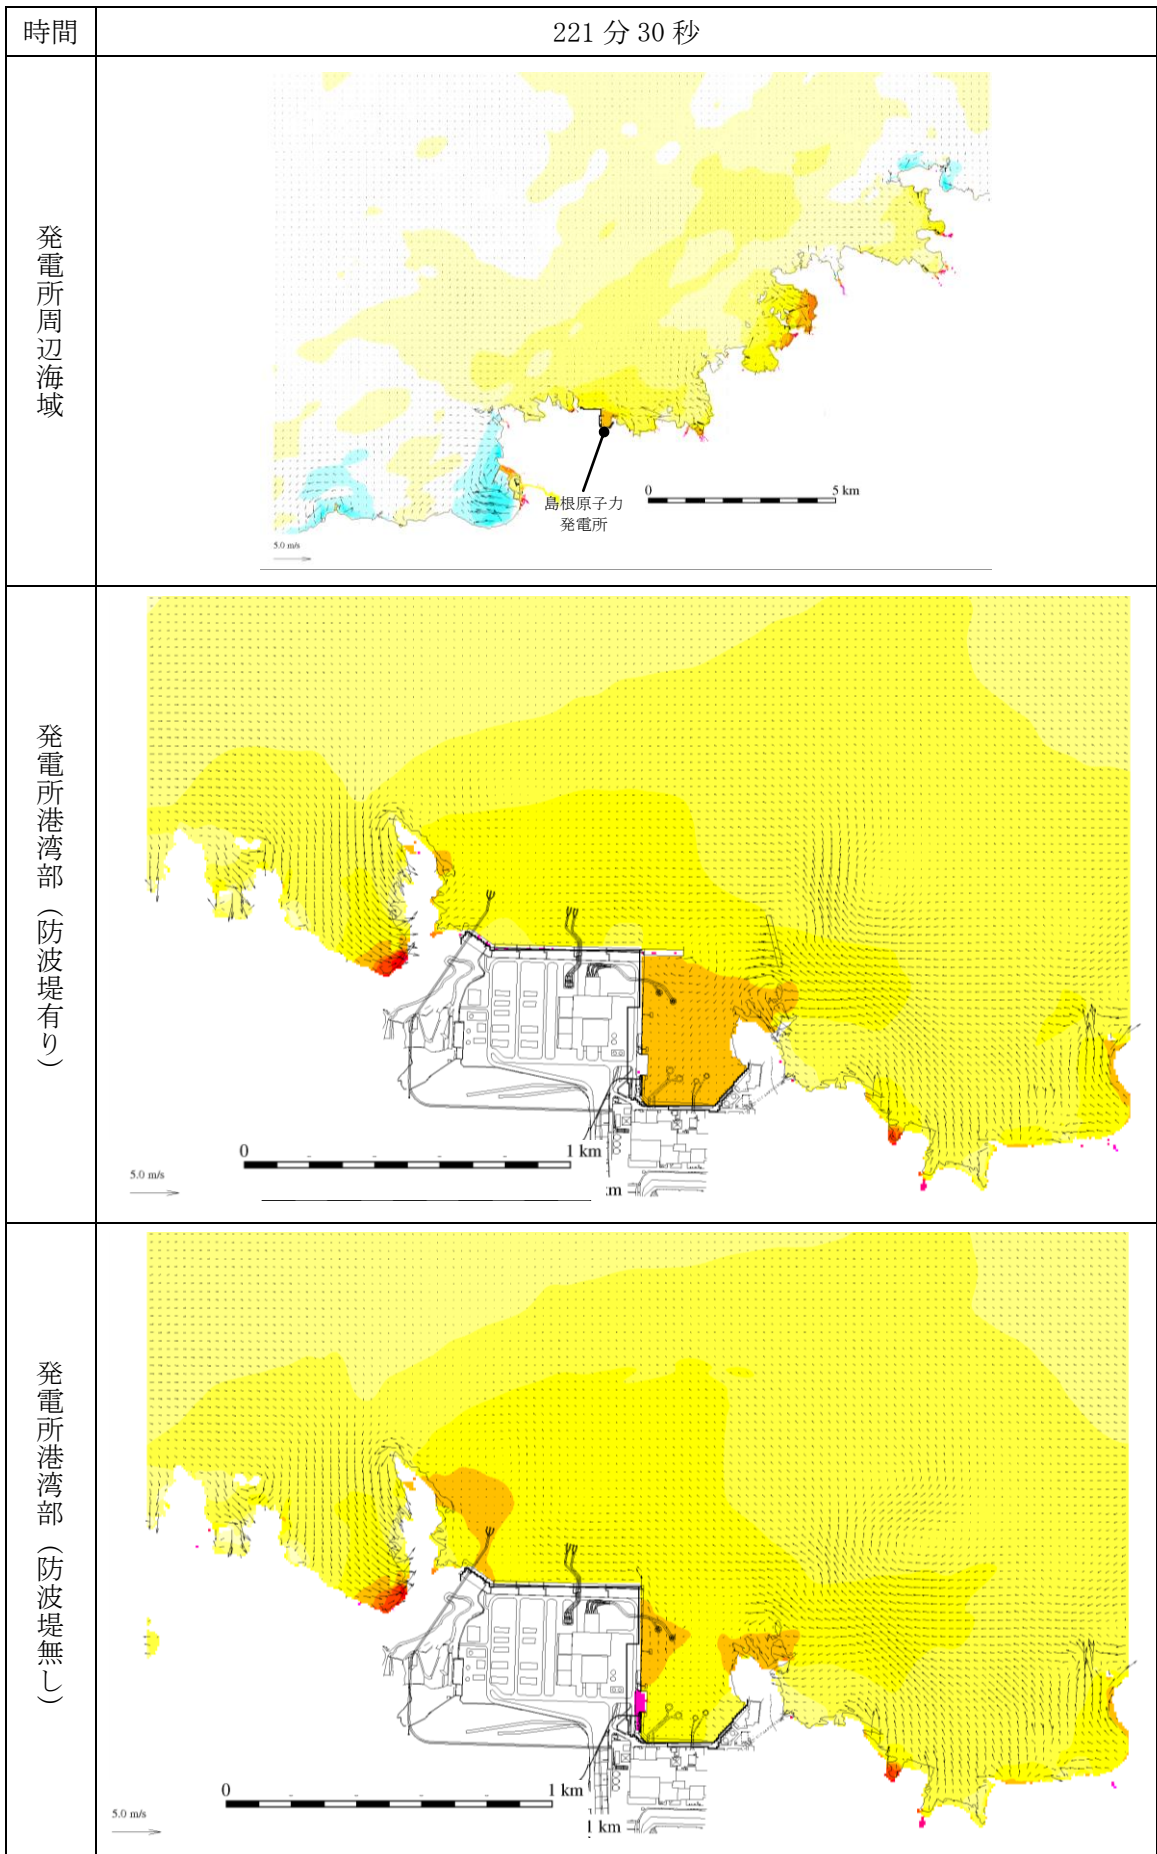 時間
221 分 30 秒
発電所周辺海域
島根原子力
発電所
0
5 km
5.0 m/s
発電所港湾部（防波堤有り）
0
1 km
5.0 m/s
:m
発電所港湾部（防波堤無し）
0
1 km
5.0 m/s
1 km